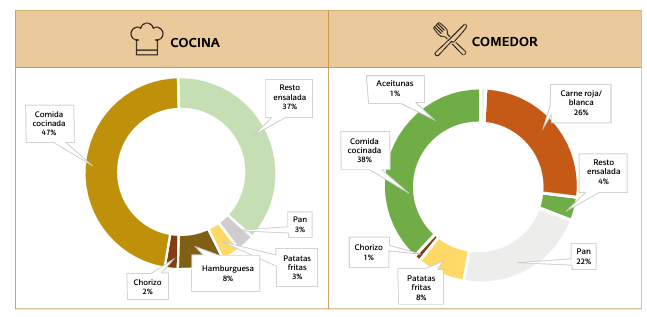 COCINA
Resto
ensalada
37%
Comida
cocinada
47%
Pan
3%
Patatas
fritas
3%
Hamburguesa
8%
Chorizo
2%
COMEDOR
Aceitunas
1%
Carne roja/
blanca
26%
Comida
cocinada
38%
Resto
ensalada
4%
Pan
22%
Chorizo
1%
Patatas
fritas
8%